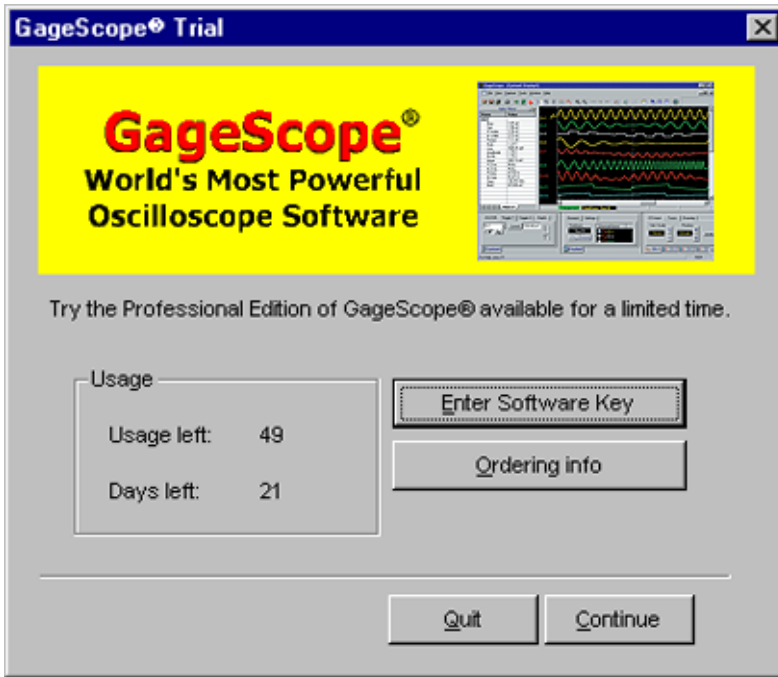 GageScope® Trial
GageScope®
World's Most Powerful
Oscilloscope Software
Try the Professional Edition of GageScope® available for a limited time.
Usage
Usage left: 49
Days left: 21
Enter Software Key
Ordering info
Quit
Continue